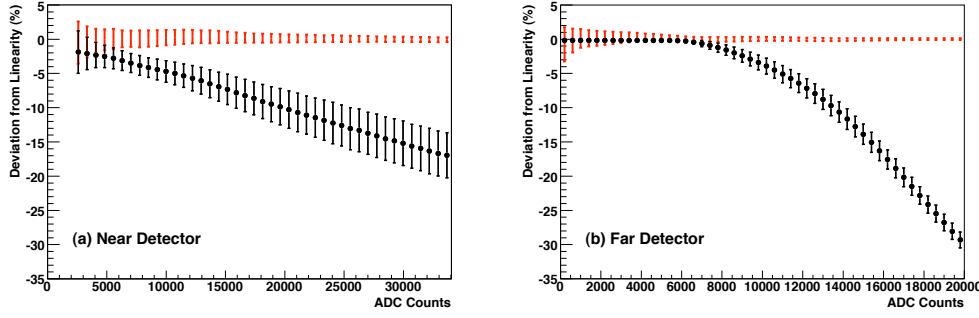 Deviation from Linearity (%)
5
0
-5
-10
-15
-20
-25
-30
-35
(a) Near Detector
5000 10000 15000 20000 25000 30000
ADC Counts
Deviation from Linearity (%)
5
0
-5
-10
-15
-20
-25
-30
-35
(b) Far Detector
0 2000 4000 6000 8000 10000 12000 14000 16000 18000 20000
ADC Counts